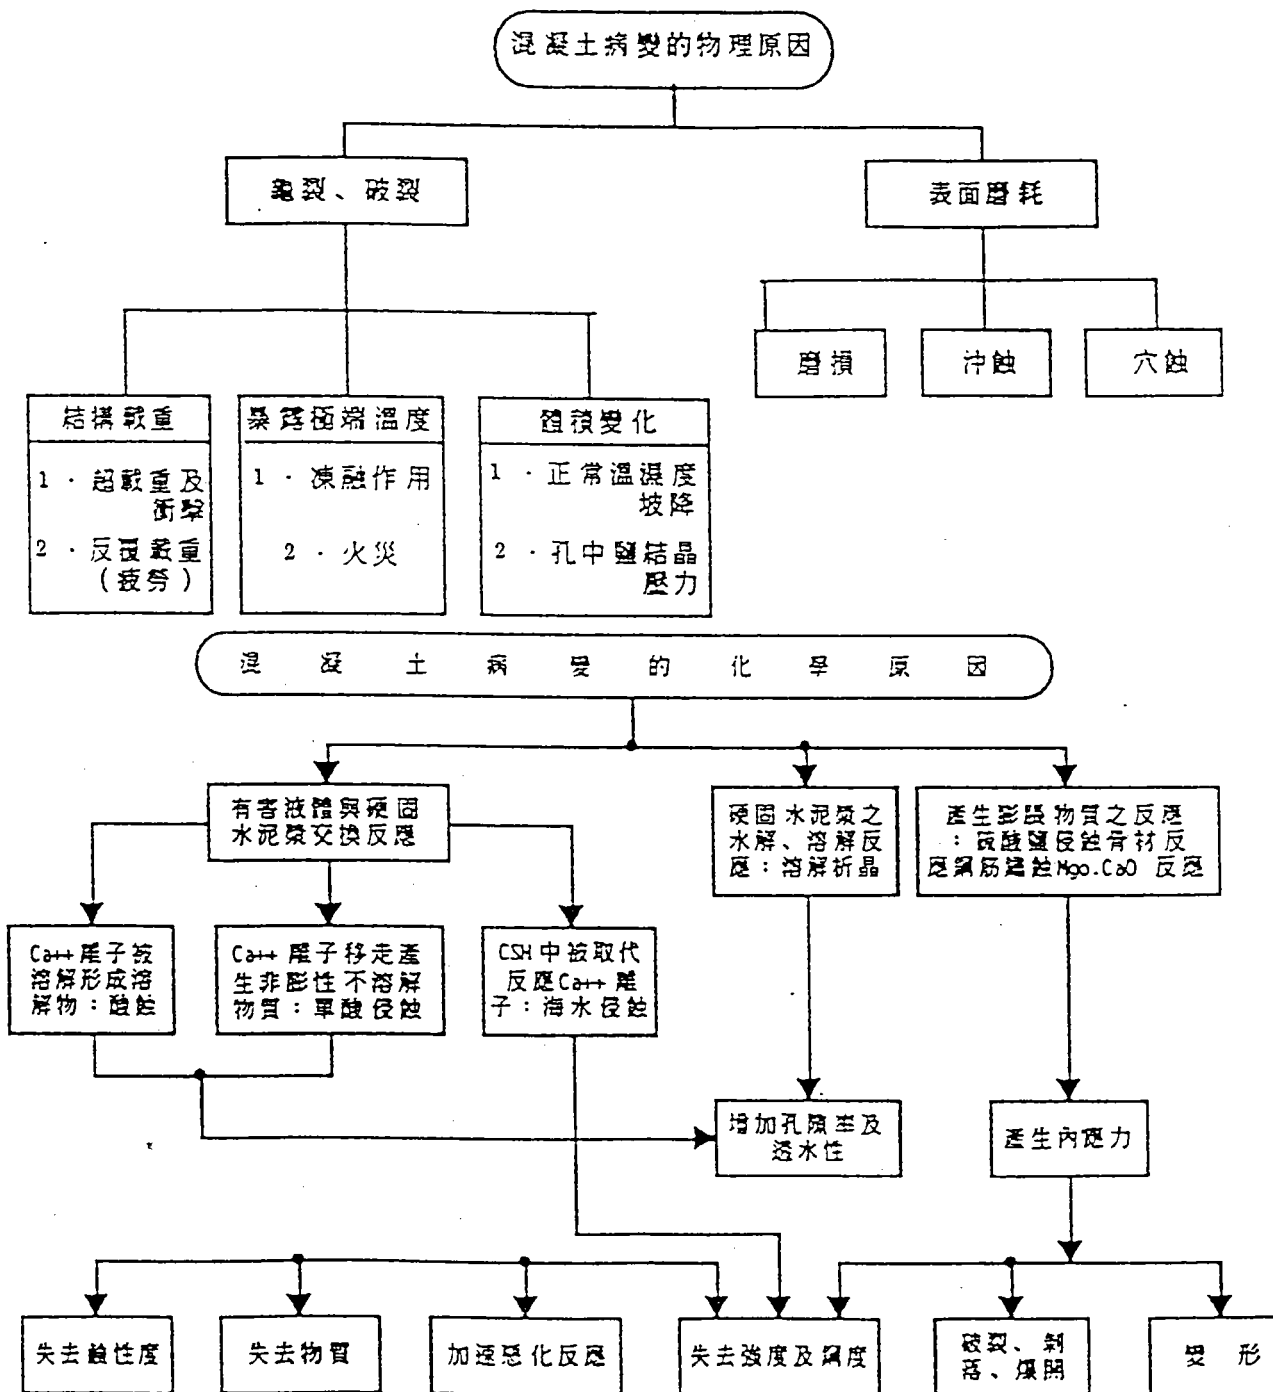 混凝土病變的物理原因
龜裂、破裂
表面磨耗
磨損
沖蝕
穴蝕
結構載重
1．超載重及
衝擊
2．反覆載重
(疲勞)
暴露極端溫度
1．凍融作用
2．火災
體積變化
1．正常溫濕度
坡降
2．孔中鹽結晶
壓力
混凝土病變的化學原因
有害液體與硬固
水泥漿交換反應
硬固水泥漿之
水解、溶解反
應：溶解析晶
產生膨脹物質之反應
：硫酸鹽侵蝕骨材反
應鋼筋鏽蝕Mgo.CaO 反應
Ca++ 離子被
溶解形成溶
解物：酸蝕
Ca++ 離子移走產
生非膨性不溶解
物質：單酸侵蝕
CSH中被取代
反應Ca++ 離
子：海水侵蝕
增加孔隙率及
透水性
產生內應力
失去鹼性度
失去物質
加速惡化反應
失去強度及鋼度
破裂、剝
落、爆開
變形